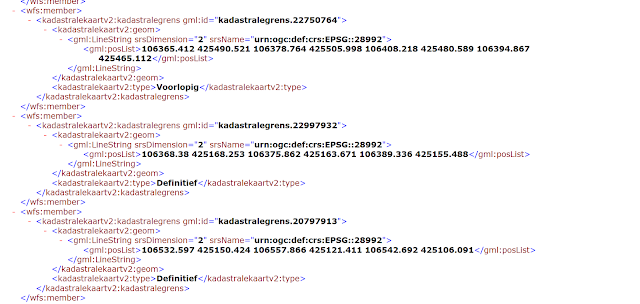 </wfs:member>
- <wfs:member>
- <kadastralekaartv2:kadastralegrens gml:id="kadastralegrens.22750764">
- <kadastralekaartv2:geom>
- <gml:LineString srsDimension="2" srsName="urn:ogc:def:crs:EPSG::28992">
<gml:posList>106365.412 425490.521 106378.764 425505.998 106408.218 425480.589 106394.867
425465.112</gml:posList>
</gml:LineString>
</kadastralekaartv2:geom>
<kadastralekaartv2:type>Voorlopig</kadastralekaartv2:type>
</kadastralekaartv2:kadastralegrens>
</wfs:member>
- <wfs:member>
- <kadastralekaartv2:kadastralegrens gml:id="kadastralegrens.22997932">
- <kadastralekaartv2:geom>
- <gml:LineString srsDimension="2" srsName="urn:ogc:def:crs:EPSG::28992">
<gml:posList>106368.38 425168.253 106375.862 425163.671 106389.336 425155.488</gml:posList>
</gml:LineString>
</kadastralekaartv2:geom>
<kadastralekaartv2:type>Definitief</kadastralekaartv2:type>
</kadastralekaartv2:kadastralegrens>
</wfs:member>
- <wfs:member>
- <kadastralekaartv2:kadastralegrens gml:id="kadastralegrens.20797913">
- <kadastralekaartv2:geom>
- <gml:LineString srsDimension="2" srsName="urn:ogc:def:crs:EPSG::28992">
<gml:posList>106532.597 425150.424 106557.866 425121.411 106542.692 425106.091</gml:posList>
</gml:LineString>
</kadastralekaartv2:geom>
<kadastralekaartv2:type>Definitief</kadastralekaartv2:type>
</kadastralekaartv2:kadastralegrens>
- <wfs:member>